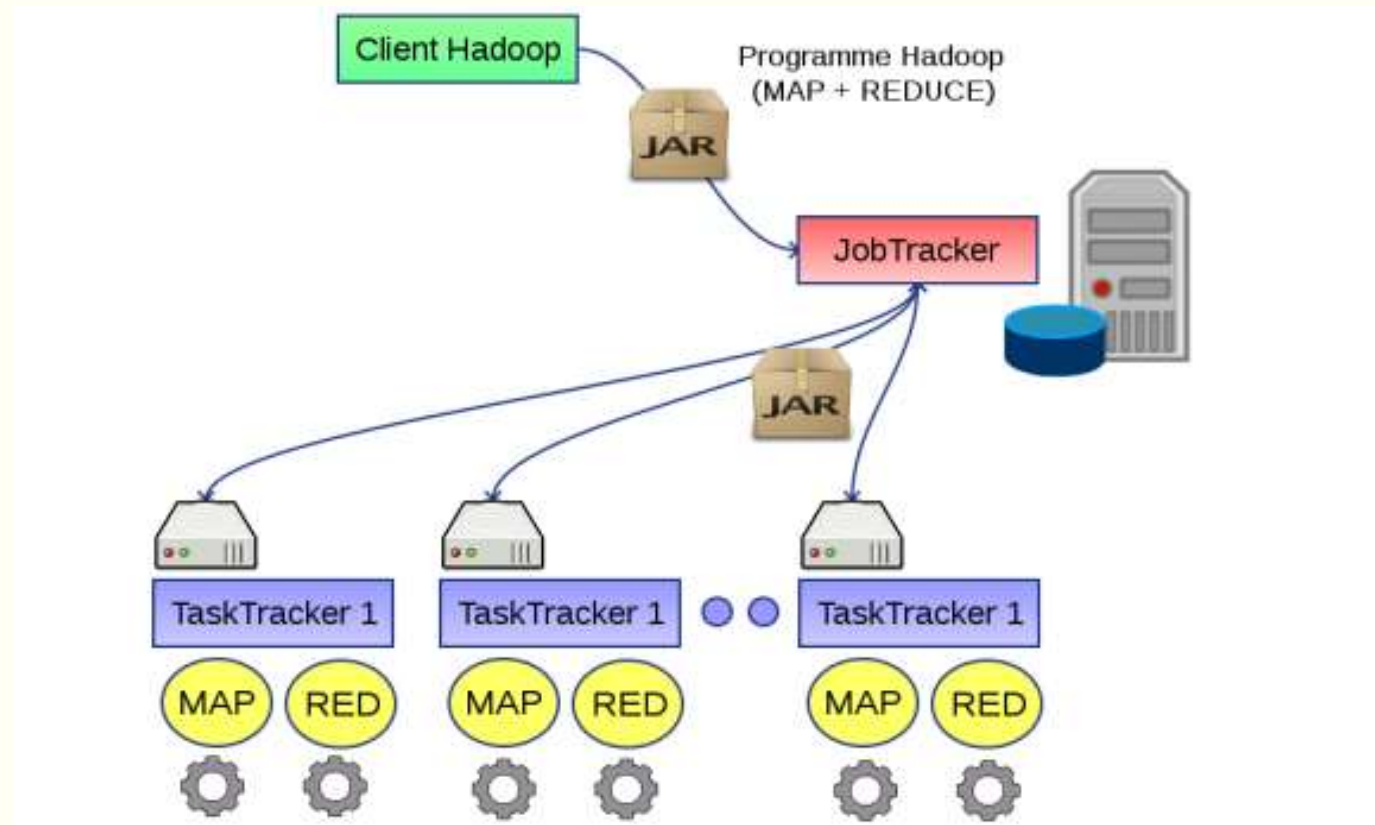 Client Hadoop
Programme Hadoop
(MAP + REDUCE)
JAR
JobTracker
JAR
TaskTracker 1
TaskTracker 1
TaskTracker 1
MAP
RED
MAP
RED
MAP
RED